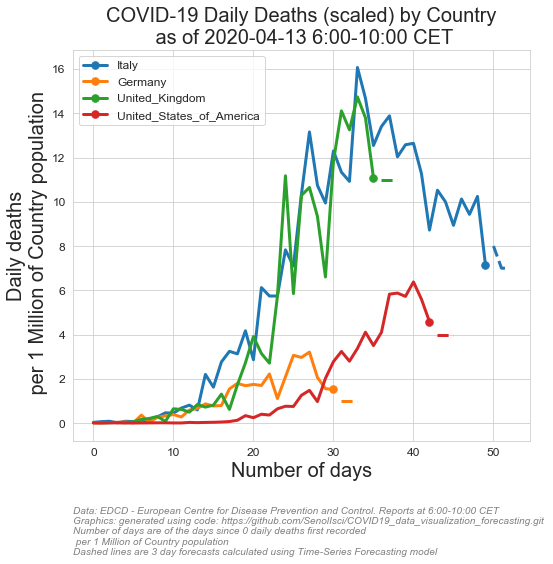 COVID-19 Daily Deaths (scaled) by Country
as of 2020-04-13 6:00-10:00 CET
Italy
Germany
United_Kingdom
United_States_of_America
Daily deaths
per 1 Million of Country population
16
14
12
10
8
6
4
2
0
0
10
20
30
40
50
Number of days
Data: EDCD - European Centre for Disease Prevention and Control. Reports at 6:00-10:00 CET
Graphics: generated using code: https://github.com/SenolIsci/COVID19_data_visualization_forecasting.git
Number of days are of the days since 0 daily deaths first recorded
per 1 Million of Country population
Dashed lines are 3 day forecasts calculated using Time-Series Forecasting model